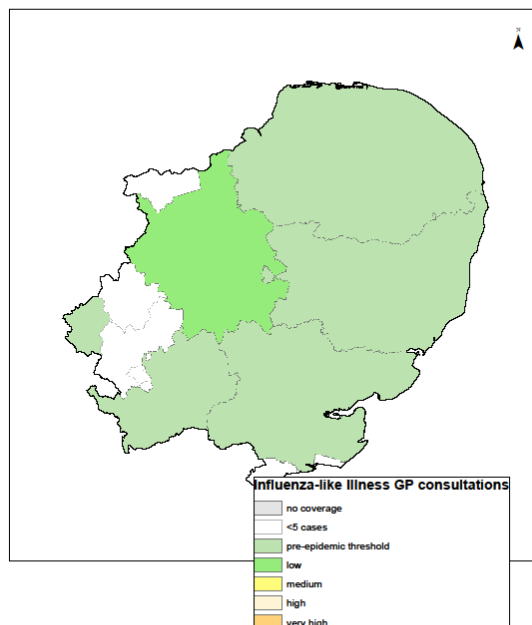 N
Influenza-like Illness GP consultations
no coverage
<5 cases
pre-epidemic threshold
low
medium
high
very high